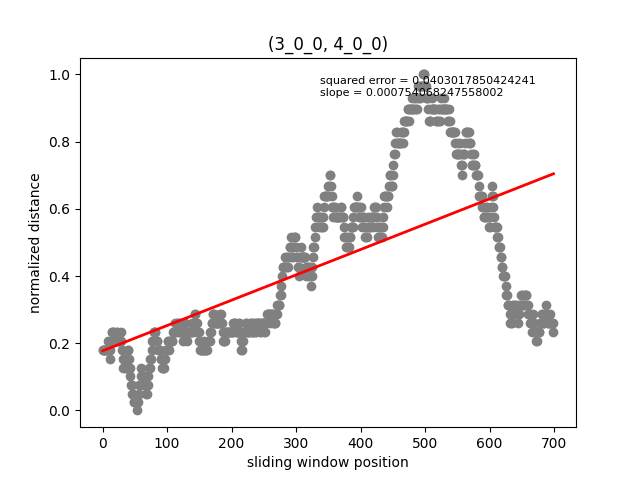 (3_0_0, 4_0_0)
squared error = 0.0403017850424241
slope = 0.000754068247558002
1.0
0.8
0.6
0.4
0.2
0.0
normalized distance
0 100 200 300 400 500 600 700
sliding window position